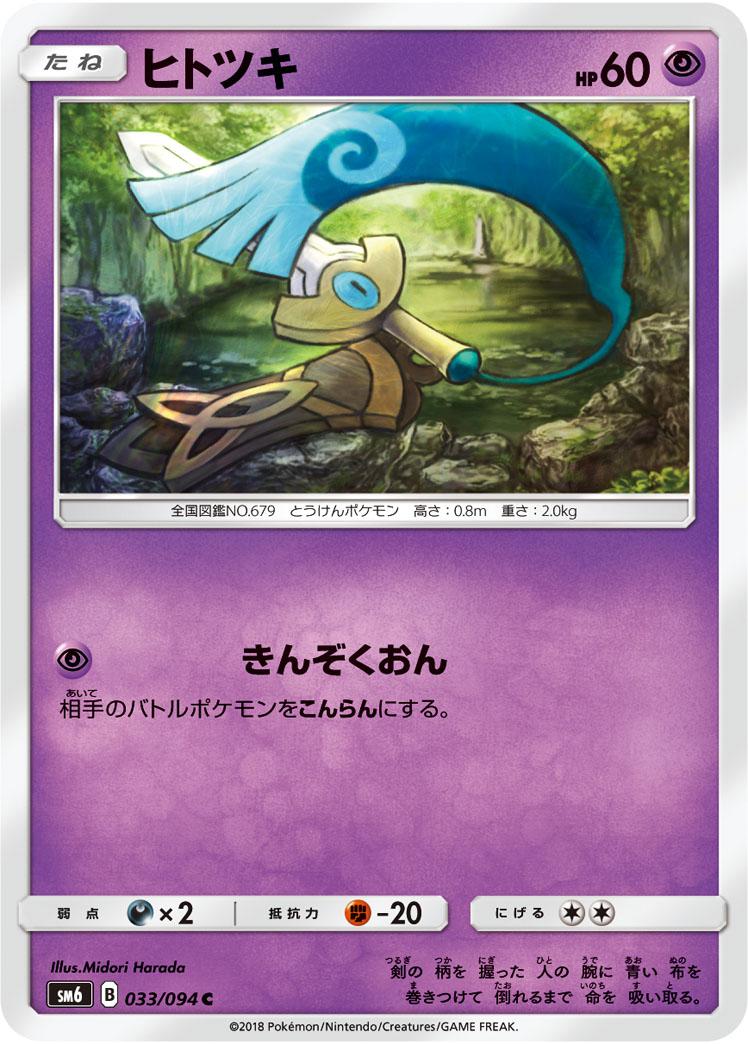 たね ヒトツキ HP60
全国図鑑NO.679 とうけんポケモン 高さ:0.8m 重さ:2.0kg
きんぞくおん
あいて
相手のバトルポケモンをこんらんにする。
弱点 ×2 抵抗力 -20 にげる
Illus.Midori Harada
つるぎ つか にぎ ひと うで あお ぬの
剣の 柄を 握った 人の 腕に 青い 布を
ま たお いのち す と
巻きつけて 倒れるまで 命を 吸い取る。
SM6 B 033/094 C
©2018 Pokémon/Nintendo/Creatures/GAME FREAK.